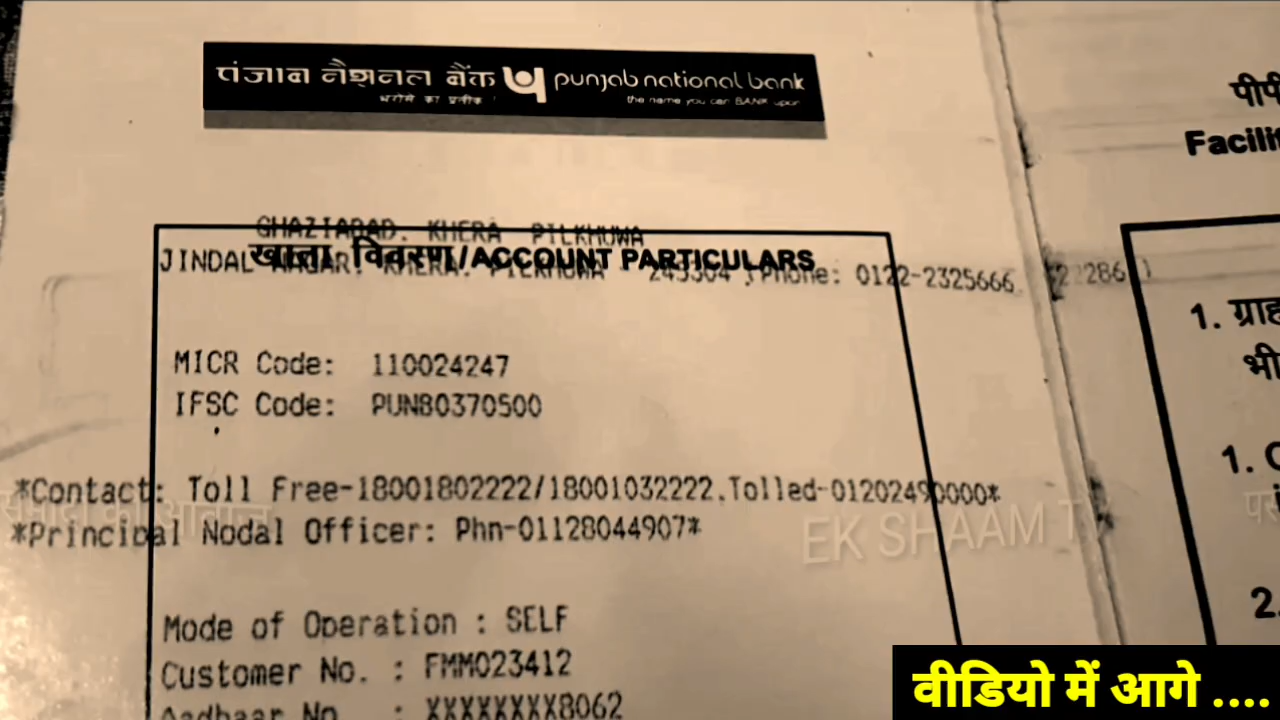 पंजाब नैशनल बैंक punjab national bank
भरोसे का प्रतीक ! the name you can BANK upon
पीपी
Facili
GHAZIABAD. KHERA PILKHUWA
खाता विवरण/ACCOUNT PARTICULARS
JINDAL NAGAR. KHERA. PILKHUWA 245304 Phone: 0122-2325666
MICR Code: 110024247
IFSC Code: PUNB0370500
*Contact: Toll Free-18001802222/18001032222.Tolled-01202490000*
*Principal Nodal Officer: Phn-01128044907*
EK SHAAM TV
Mode of Operation : SELF
Customer No. : FMM023412
Aadhaar No : XXXXXXXX8062
1. ग्राह
भी
1.
2.
वीडियो में आगे ....